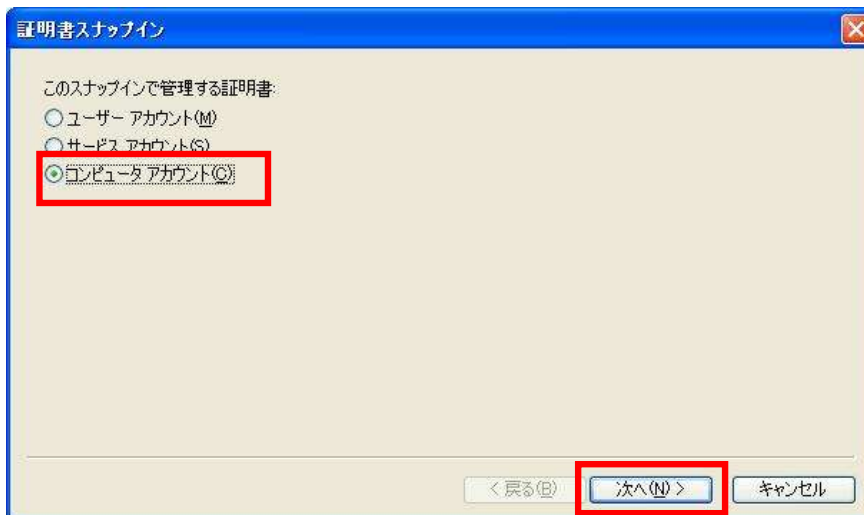 証明書スナップイン
このスナップインで管理する証明書:
ユーザー アカウント(M)
サービス アカウント(S)
コンピュータ アカウント(C)
< 戻る(B)
次へ(N) >
キャンセル